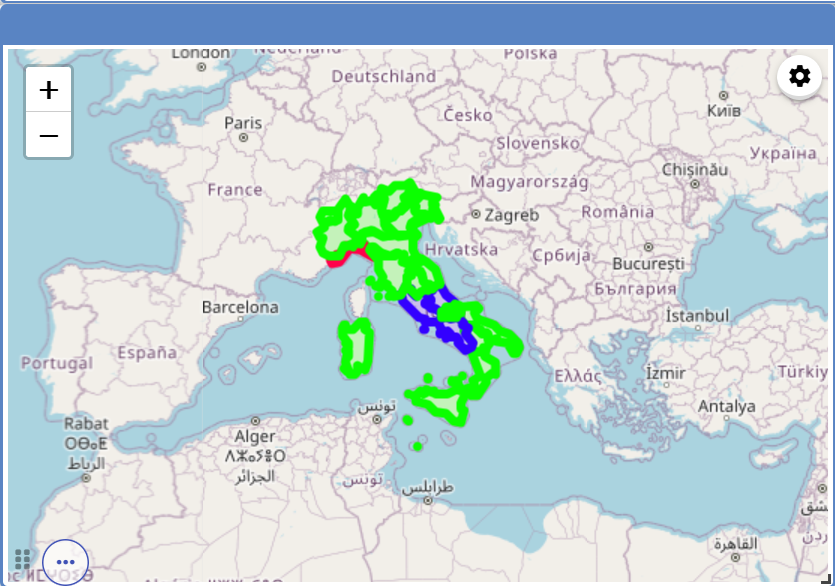 London
Nederland
Polska
Deutschland
+
Київ
−
Paris
Česko
Slovensko
Україна
Chișinău
France
Magyarország
România
Zagreb
Hrvatska
Србија
București
България
Barcelona
İstanbul
Portugal
España
Ελλάς
İzmir
Türkiy
Antalya
تونس
Rabat
ⵔⴱⴰⵟ
الرباط
Alger
ⴷⵣⴰⵢⵔ
الجزائر
تونس
طرابلس
القاهرة